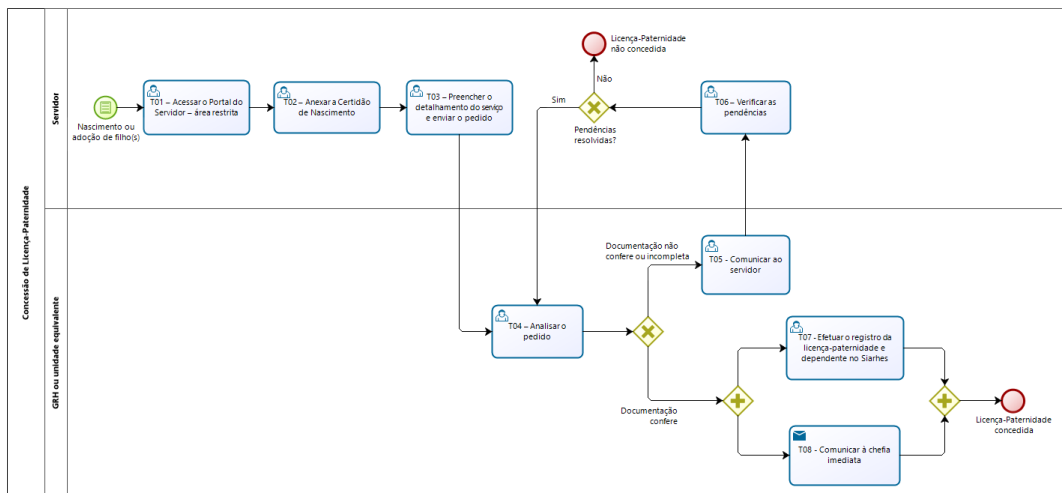 Concessão de Licença-Paternidade
Servidor
Nascimento ou
adoção de filho(s)
T01 – Acessar o Portal do
Servidor – área restrita
T02 – Anexar a Certidão
de Nascimento
T03 – Preencher o
detalhamento do serviço
e enviar o pedido
Licença-Paternidade
não concedida
Não
Sim
Pendências
resolvidas?
T06 – Verificar as
pendências
GRH ou unidade equivalente
T04 – Analisar o
pedido
Documentação não
confere ou incompleta
T05 - Comunicar ao
servidor
Documentação
confere
T07 - Efetuar o registro da
licença-paternidade e
dependente no Siarhes
T08 - Comunicar à chefia
imediata
Licença-Paternidade
concedida